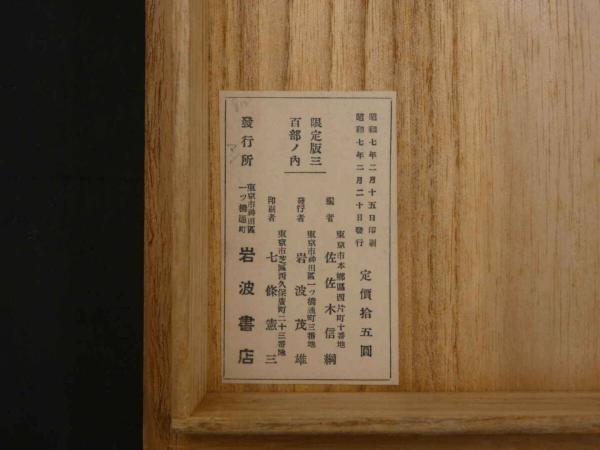 昭和七年二月十五日印刷
昭和七年二月二十日發行
定價拾五圓
東京市本鄕區西片町十番地
編者 佐佐木信綱
東京市神田區一ツ橋通町三番地
發行者 岩波茂雄
東京市芝區西久保廣町二十三番地
印刷者 七條憲三
限定版三
百部ノ內
發行所
東京市神田區
一ツ橋通町
岩波書店